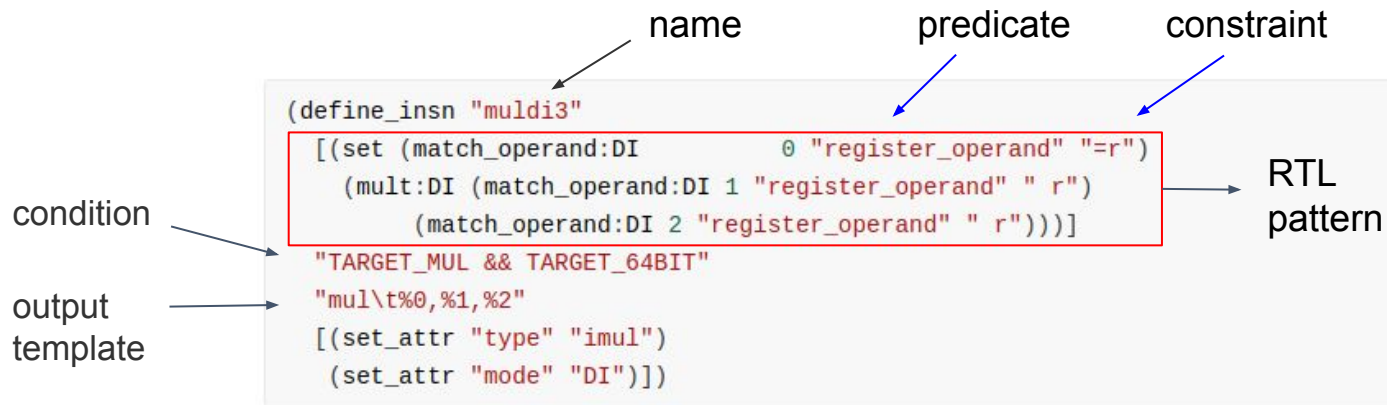 name predicate constraint
(define_insn "muldi3"
[(set (match_operand:DI 0 "register_operand" "=r")
(mult:DI (match_operand:DI 1 "register_operand" " r")
(match_operand:DI 2 "register_operand" " r")))]
"TARGET_MUL && TARGET_64BIT"
"mul\t%0,%1,%2"
[(set_attr "type" "imul")
(set_attr "mode" "DI")])
condition
output
template
RTL
pattern